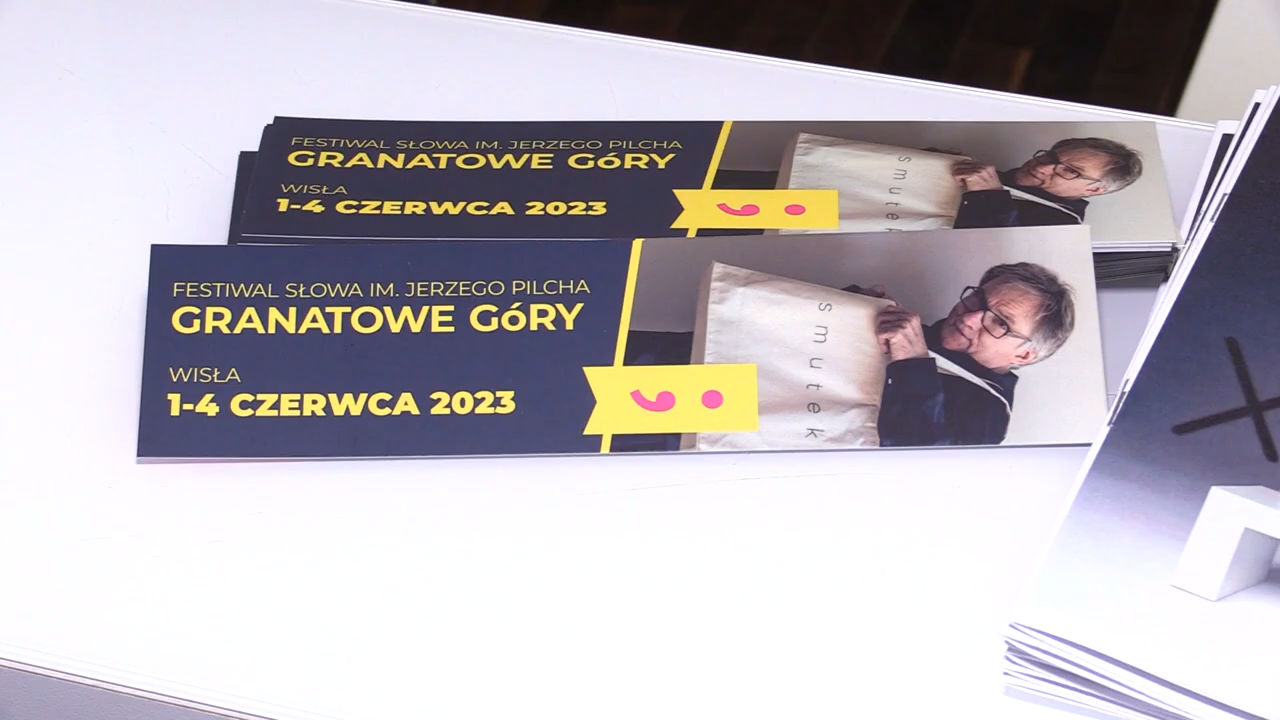 FESTIWAL SŁOWA IM. JERZEGO PILCHA
GRANATOWE GóRY
WISŁA
1-4 CZERWCA 2023
smutek
FESTIWAL SŁOWA IM. JERZEGO PILCHA
GRANATOWE GóRY
WISŁA
1-4 CZERWCA 2023
smutek